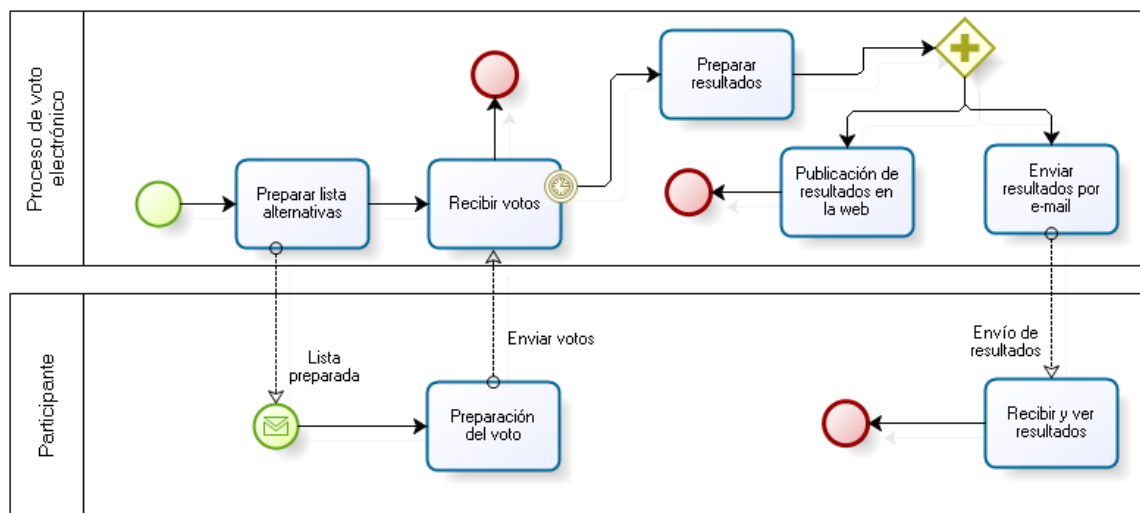 Proceso de voto
electrónico
Preparar lista
alternativas
Recibir votos
Preparar
resultados
Publicación de
resultados en
la web
Enviar
resultados por
e-mail
Participante
Lista
preparada
Enviar votos
Envío de
resultados
Preparación
del voto
Recibir y ver
resultados